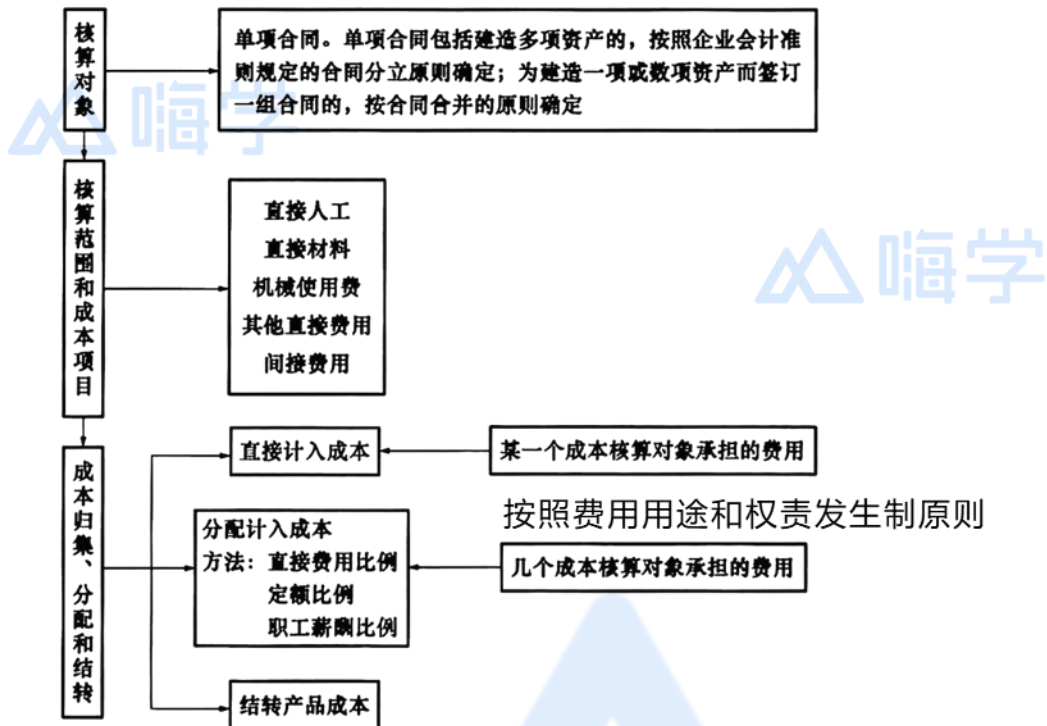 核算对象
单项合同。单项合同包括建造多项资产的，按照企业会计准
则规定的合同分立原则确定；为建造一项或数项资产而签订
一组合同的，按合同合并的原则确定
嗨学
核算范围和成本项目
直接人工
直接材料
机械使用费
其他直接费用
间接费用
嗨学
成本归集、分配和结转
直接计入成本
某一个成本核算对象承担的费用
按照费用用途和权责发生制原则
分配计入成本
方法：直接费用比例
定额比例
职工薪酬比例
几个成本核算对象承担的费用
结转产品成本